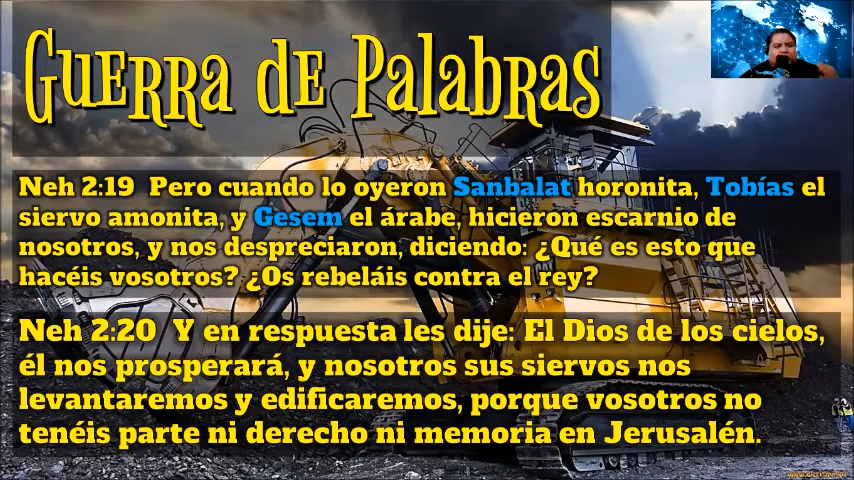 Guerra de Palabras
Neh 2:19 Pero cuando lo oyeron Sanbalat horonita, Tobías el
siervo amonita, y Gesem el árabe, hicieron escarnio de
nosotros, y nos despreciaron, diciendo: ¿Qué es esto que
hacéis vosotros? ¿Os rebeláis contra el rey?
Neh 2:20 Y en respuesta les dije: El Dios de los cielos,
él nos prosperará, y nosotros sus siervos nos
levantaremos y edificaremos, porque vosotros no
tenéis parte ni derecho ni memoria en Jerusalén.